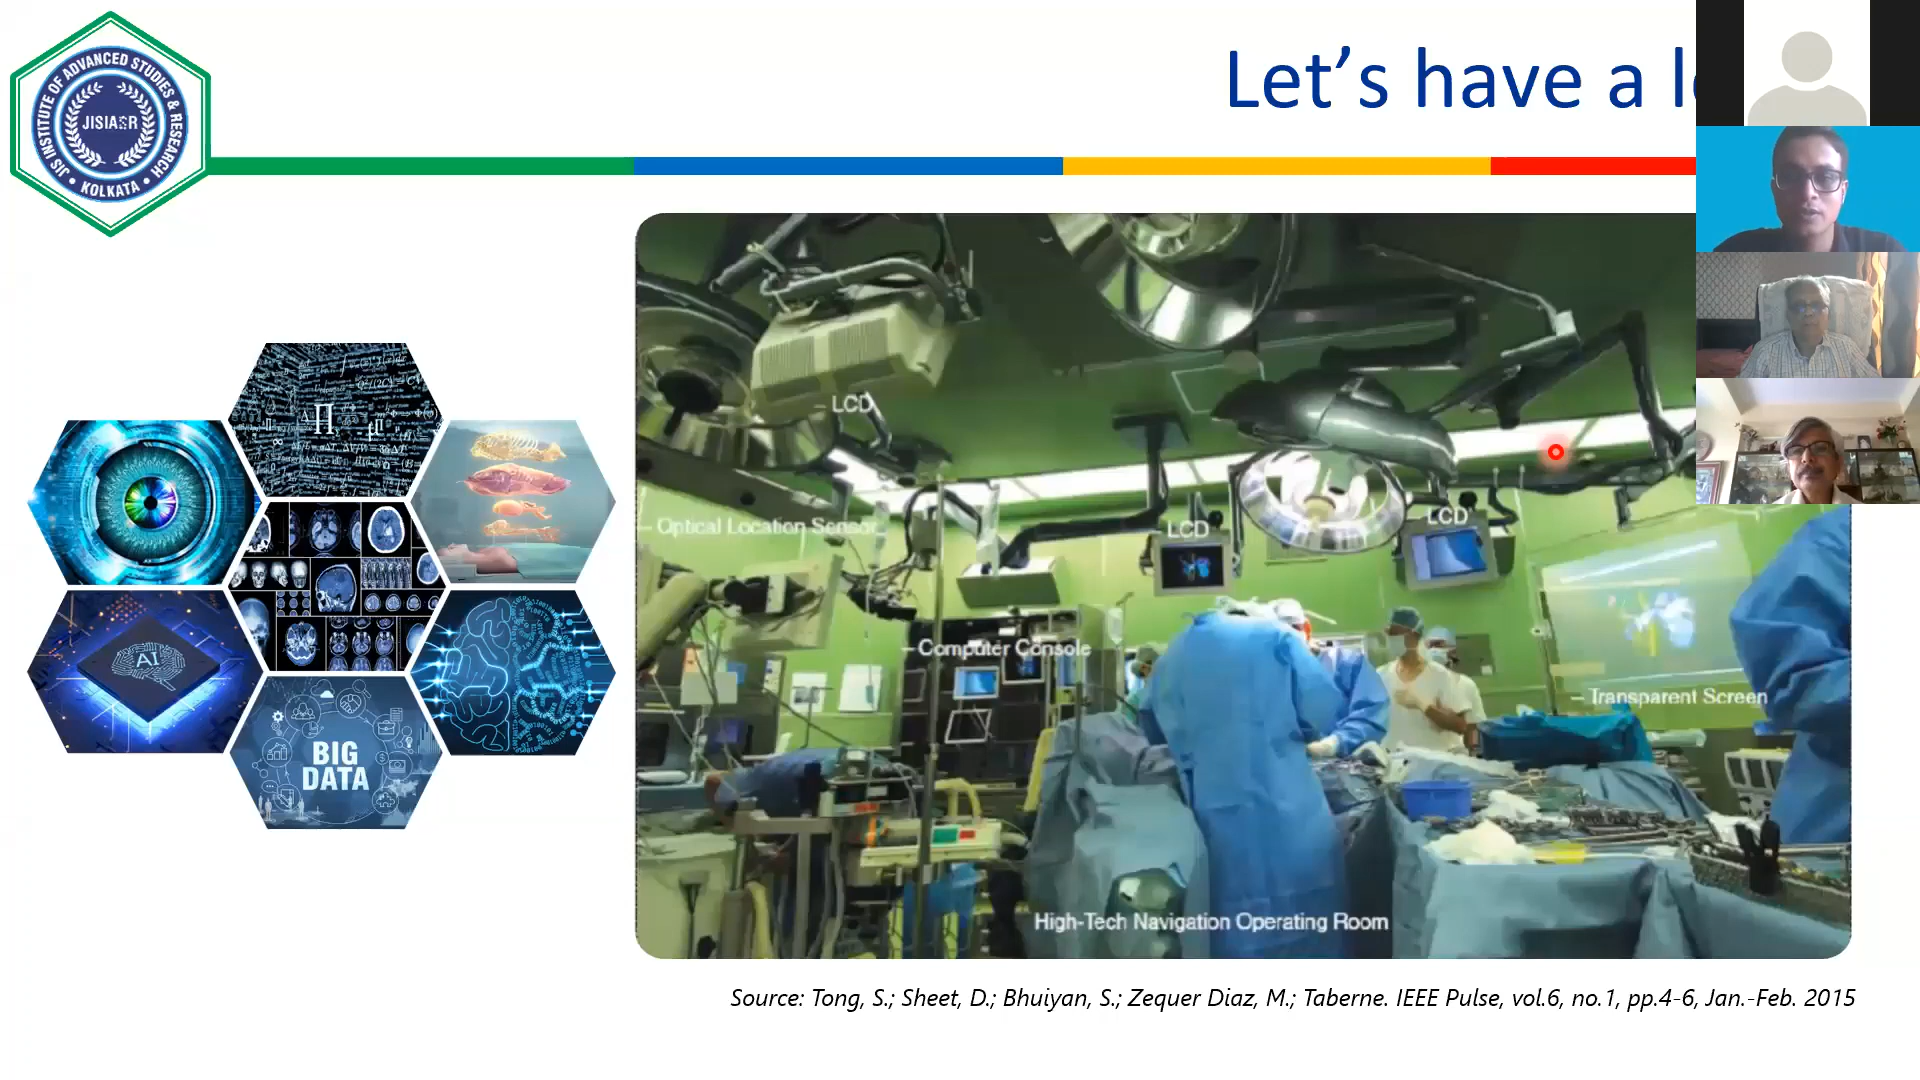 JIS INSTITUTE OF ADVANCED STUDIES & RESEARCH
JISIASR
• KOLKATA •
Let's have a l
LCD
Optical Location Sensor
LCD
LCD
Computer Console
Transparent Screen
AI
BIG
DATA
High-Tech Navigation Operating Room
Source: Tong, S.; Sheet, D.; Bhuiyan, S.; Zequer Diaz, M.; Taberne. IEEE Pulse, vol.6, no.1, pp.4-6, Jan.-Feb. 2015